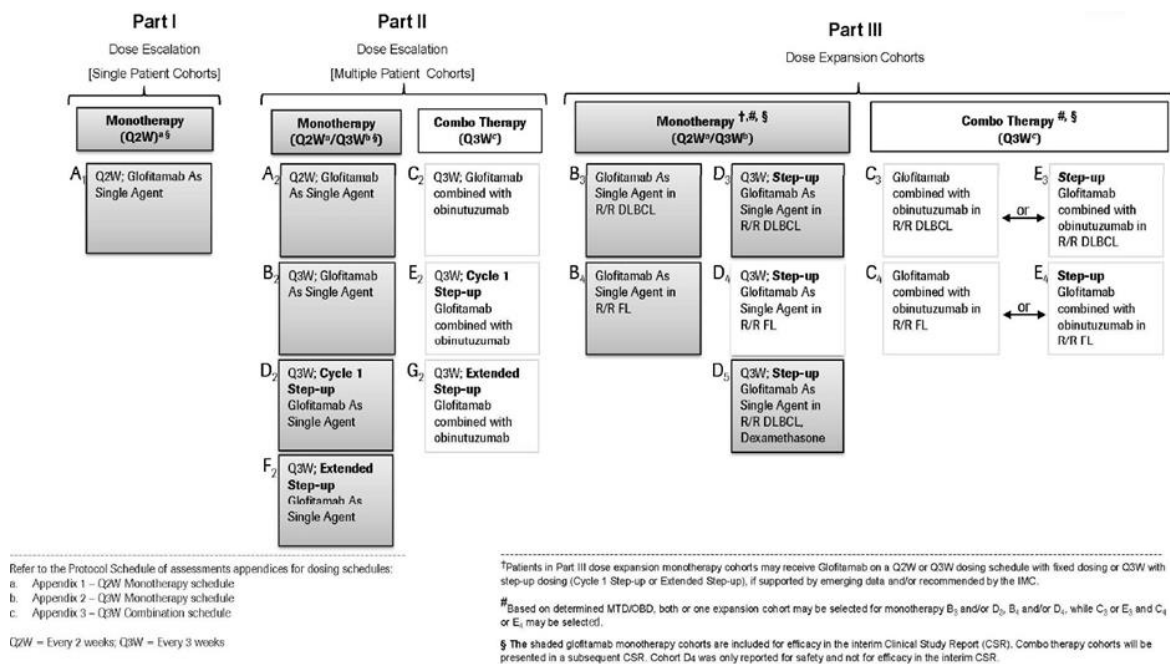 Part I
Dose Escalation
[Single Patient Cohorts]
Monotherapy
(Q2W)ᵃ §
A₁
Q2W; Glofitamab As
Single Agent
Part II
Dose Escalation
[Multiple Patient Cohorts]
Monotherapy
(Q2Wᵃ/Q3Wᵇ §)
Combo Therapy
(Q3Wᶜ)
A₂
Q2W; Glofitamab
As Single Agent
C₂
Q3W; Glofitamab
combined with
obinutuzumab
B₂
Q3W; Glofitamab
As Single Agent
E₂
Q3W; Cycle 1
Step-up
Glofitamab
combined with
obinutuzumab
D₂
Q3W; Cycle 1
Step-up
Glofitamab As
Single Agent
G₂
Q3W; Extended
Step-up
Glofitamab
combined with
obinutuzumab
F₂
Q3W; Extended
Step-up
Glofitamab As
Single Agent
Part III
Dose Expansion Cohorts
Monotherapy †,#, §
(Q2Wᵃ/Q3Wᵇ)
Combo Therapy #, §
(Q3Wᶜ)
B₃
Glofitamab As
Single Agent in
R/R DLBCL
D₃
Q3W; Step-up
Glofitamab As
Single Agent in
R/R DLBCL
C₃
Glofitamab
combined with
obinutuzumab in
R/R DLBCL
or
E₃
Step-up
Glofitamab
combined with
obinutuzumab in
R/R DLBCL
B₄
Glofitamab As
Single Agent in
R/R FL
D₄
Q3W; Step-up
Glofitamab As
Single Agent in
R/R FL
C₄
Glofitamab
combined with
obinutuzumab in
R/R FL
or
E₄
Step-up
Glofitamab
combined with
obinutuzumab in
R/R FL
D₅
Q3W; Step-up
Glofitamab As
Single Agent in
R/R DLBCL,
Dexamethasone
Refer to the Protocol Schedule of assessments appendices for dosing schedules:
a. Appendix 1 – Q2W Monotherapy schedule
b. Appendix 2 – Q3W Monotherapy schedule
c. Appendix 3 – Q3W Combination schedule
Q2W = Every 2 weeks; Q3W = Every 3 weeks
†Patients in Part III dose expansion monotherapy cohorts may receive Glofitamab on a Q2W or Q3W dosing schedule with fixed dosing or Q3W with
step-up dosing (Cycle 1 Step-up or Extended Step-up), if supported by emerging data and/or recommended by the IMC.
#Based on determined MTD/OBD, both or one expansion cohort may be selected for monotherapy B₃ and/or D₃, B₄ and/or D₄, while C₃ or E₃ and C₄
or E₄ may be selected.
§ The shaded glofitamab monotherapy cohorts are included for efficacy in the interim Clinical Study Report (CSR). Combo therapy cohorts will be
presented in a subsequent CSR. Cohort D₄ was only reported for safety and not for efficacy in the interim CSR.